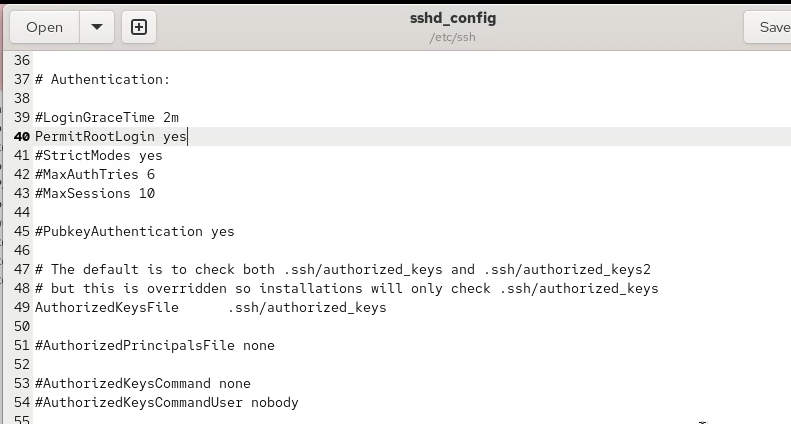 Open
sshd_config
/etc/ssh
Save
36
37 # Authentication:
38
39 #LoginGraceTime 2m
40 PermitRootLogin yes
41 #StrictModes yes
42 #MaxAuthTries 6
43 #MaxSessions 10
44
45 #PubkeyAuthentication yes
46
47 # The default is to check both .ssh/authorized_keys and .ssh/authorized_keys2
48 # but this is overridden so installations will only check .ssh/authorized_keys
49 AuthorizedKeysFile      .ssh/authorized_keys
50
51 #AuthorizedPrincipalsFile none
52
53 #AuthorizedKeysCommand none
54 #AuthorizedKeysCommandUser nobody
55